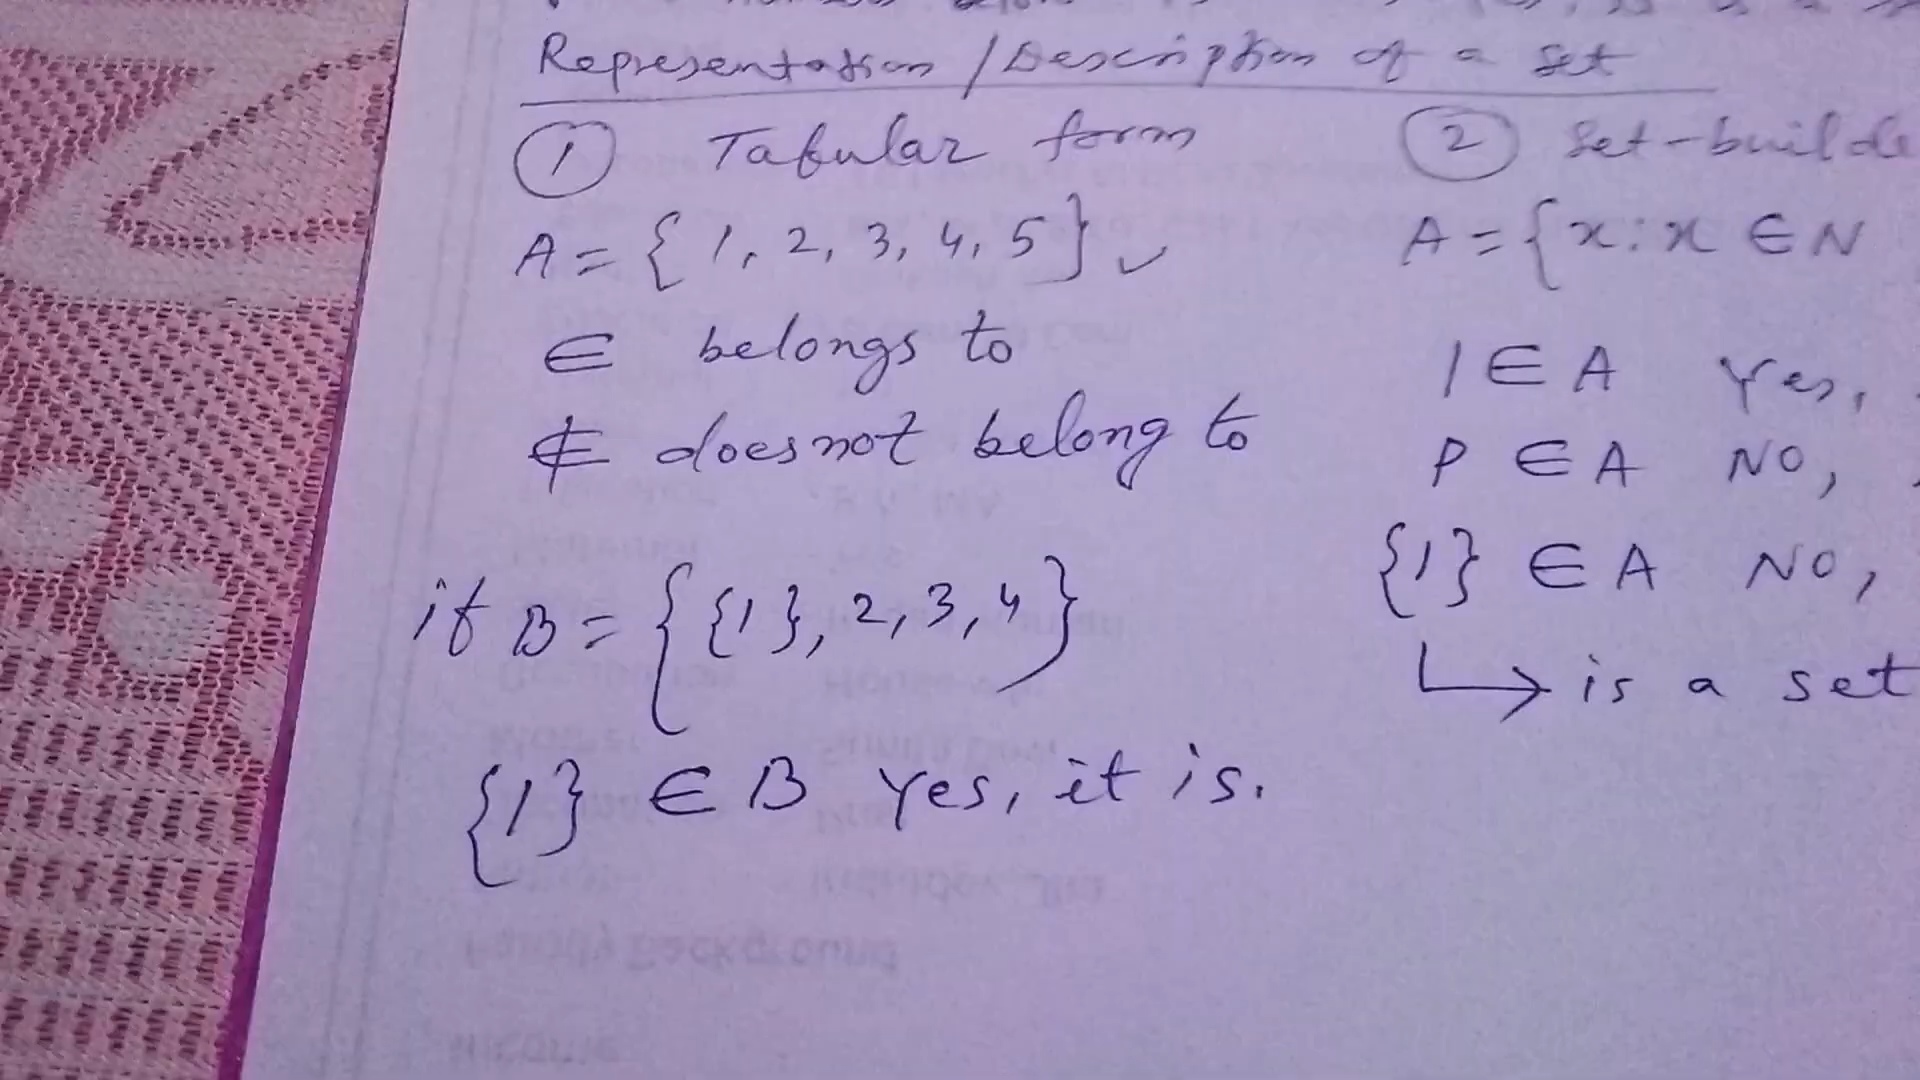 Representation / Description of a set
① Tabular form
② Set-builde
A = { 1, 2, 3, 4, 5 } ✓
A = { x : x ∈ N
∈ belongs to
1 ∈ A Yes,
∉ does not belong to
P ∈ A NO,
{1} ∈ A NO,
if B = { {1}, 2, 3, 4 }
↳ is a set
{1} ∈ B Yes, it is.